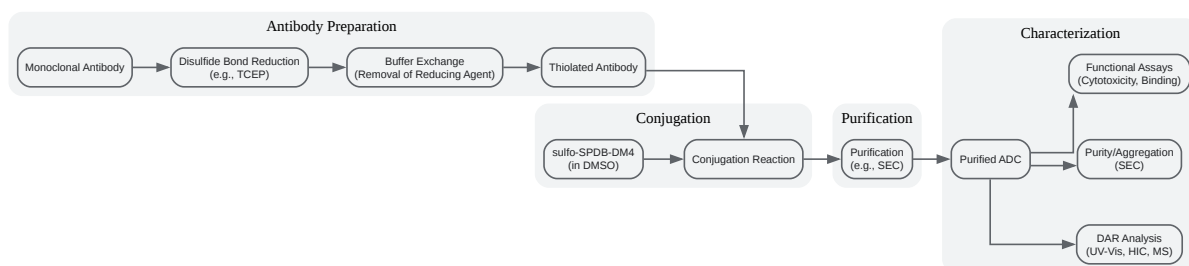 Antibody Preparation
Monoclonal Antibody
Disulfide Bond Reduction
(e.g., TCEP)
Buffer Exchange
(Removal of Reducing Agent)
Thiolated Antibody
Conjugation
sulfo-SPDB-DM4
(in DMSO)
Conjugation Reaction
Purification
Purification
(e.g., SEC)
Characterization
Purified ADC
Functional Assays
(Cytotoxicity, Binding)
Purity/Aggregation
(SEC)
DAR Analysis
(UV-Vis, HIC, MS)